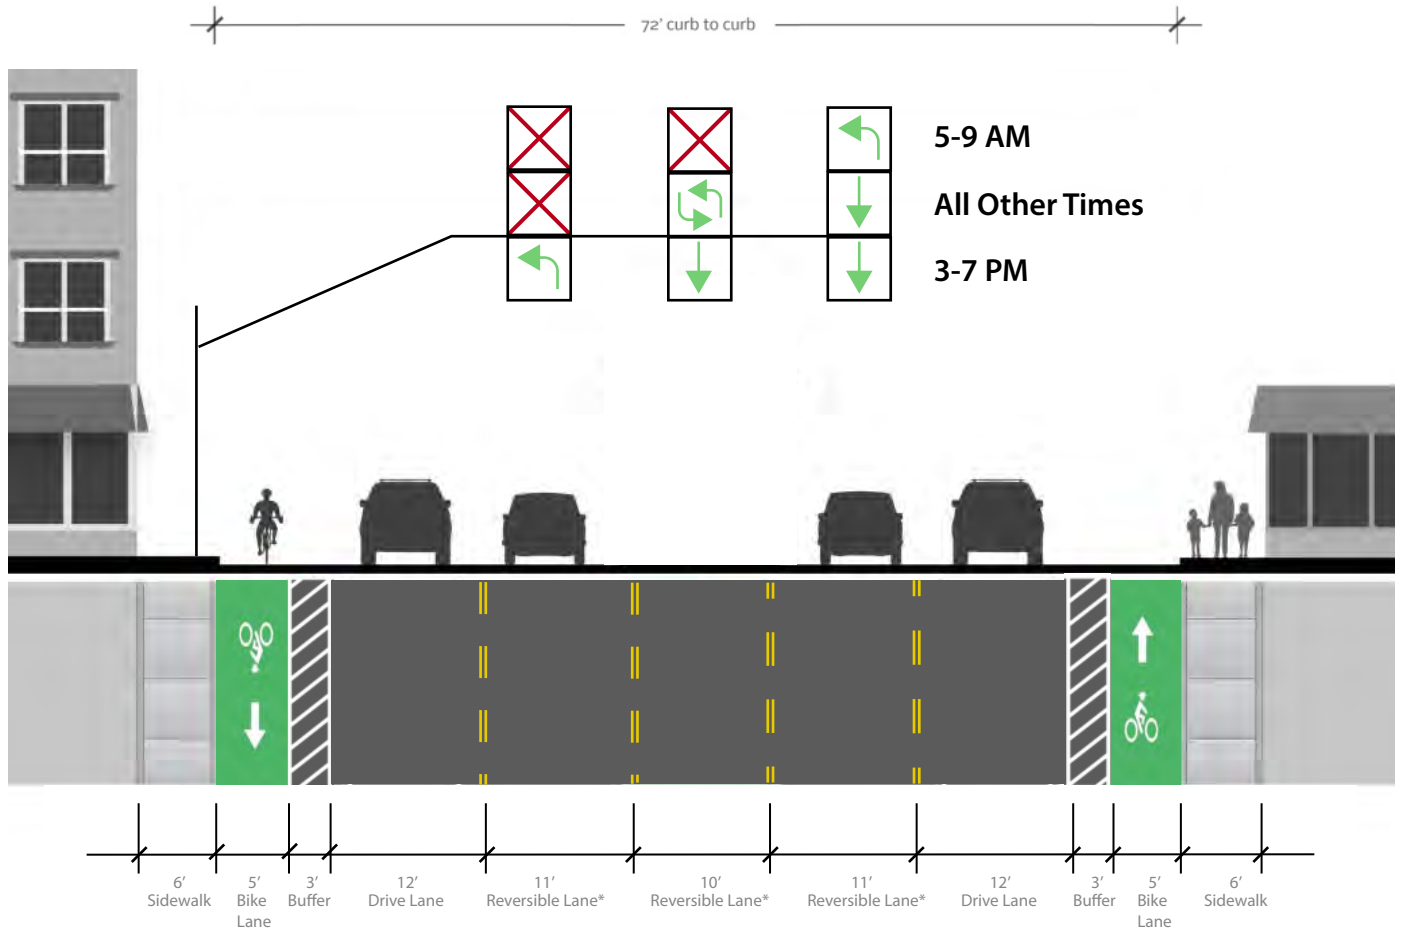 72' curb to curb
5-9 AM
All Other Times
3-7 PM
6'
Sidewalk
5'
Bike
Lane
3'
Buffer
12'
Drive Lane
11'
Reversible Lane*
10'
Reversible Lane*
11'
Reversible Lane*
12'
Drive Lane
3'
Buffer
5'
Bike
Lane
6'
Sidewalk